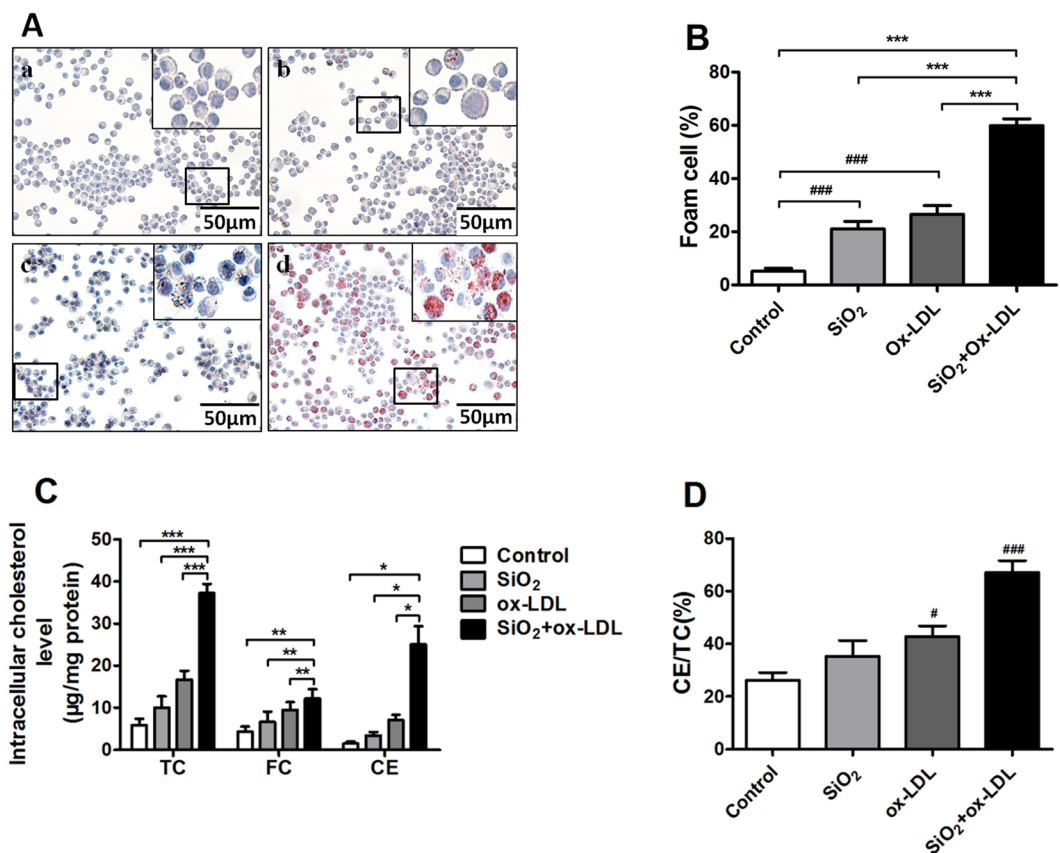 A
a
50μm
b
50μm
c
50μm
d
50μm
B
Foam cell (%)
80
60
40
20
0
***
***
***
###
###
Control
SiO₂
Ox-LDL
SiO₂+Ox-LDL
C
Intracellular cholesterol
level
(μg/mg protein)
50
40
30
20
10
0
***
***
***
**
**
**
*
*
*
TC
FC
CE
Control
SiO₂
ox-LDL
SiO₂+ox-LDL
D
CE/TC(%)
80
60
40
20
0
#
###
Control
SiO₂
ox-LDL
SiO₂+ox-LDL